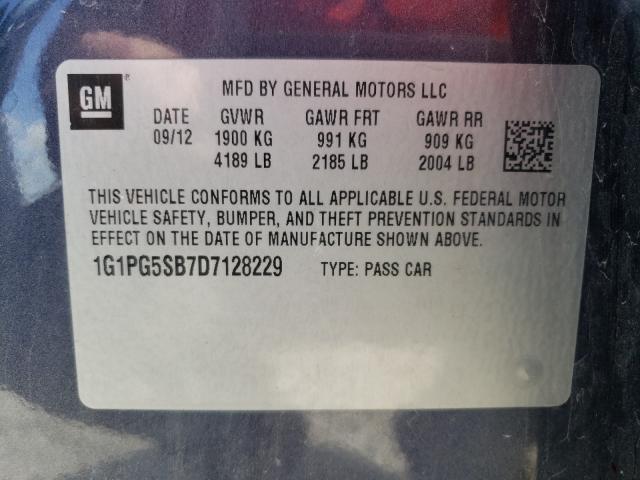 GM ®
MFD BY GENERAL MOTORS LLC
DATE GVWR GAWR FRT GAWR RR
09/12 1900 KG 991 KG 909 KG
4189 LB 2185 LB 2004 LB
THIS VEHICLE CONFORMS TO ALL APPLICABLE U.S. FEDERAL MOTOR
VEHICLE SAFETY, BUMPER, AND THEFT PREVENTION STANDARDS IN
EFFECT ON THE DATE OF MANUFACTURE SHOWN ABOVE.
1G1PG5SB7D7128229 TYPE: PASS CAR